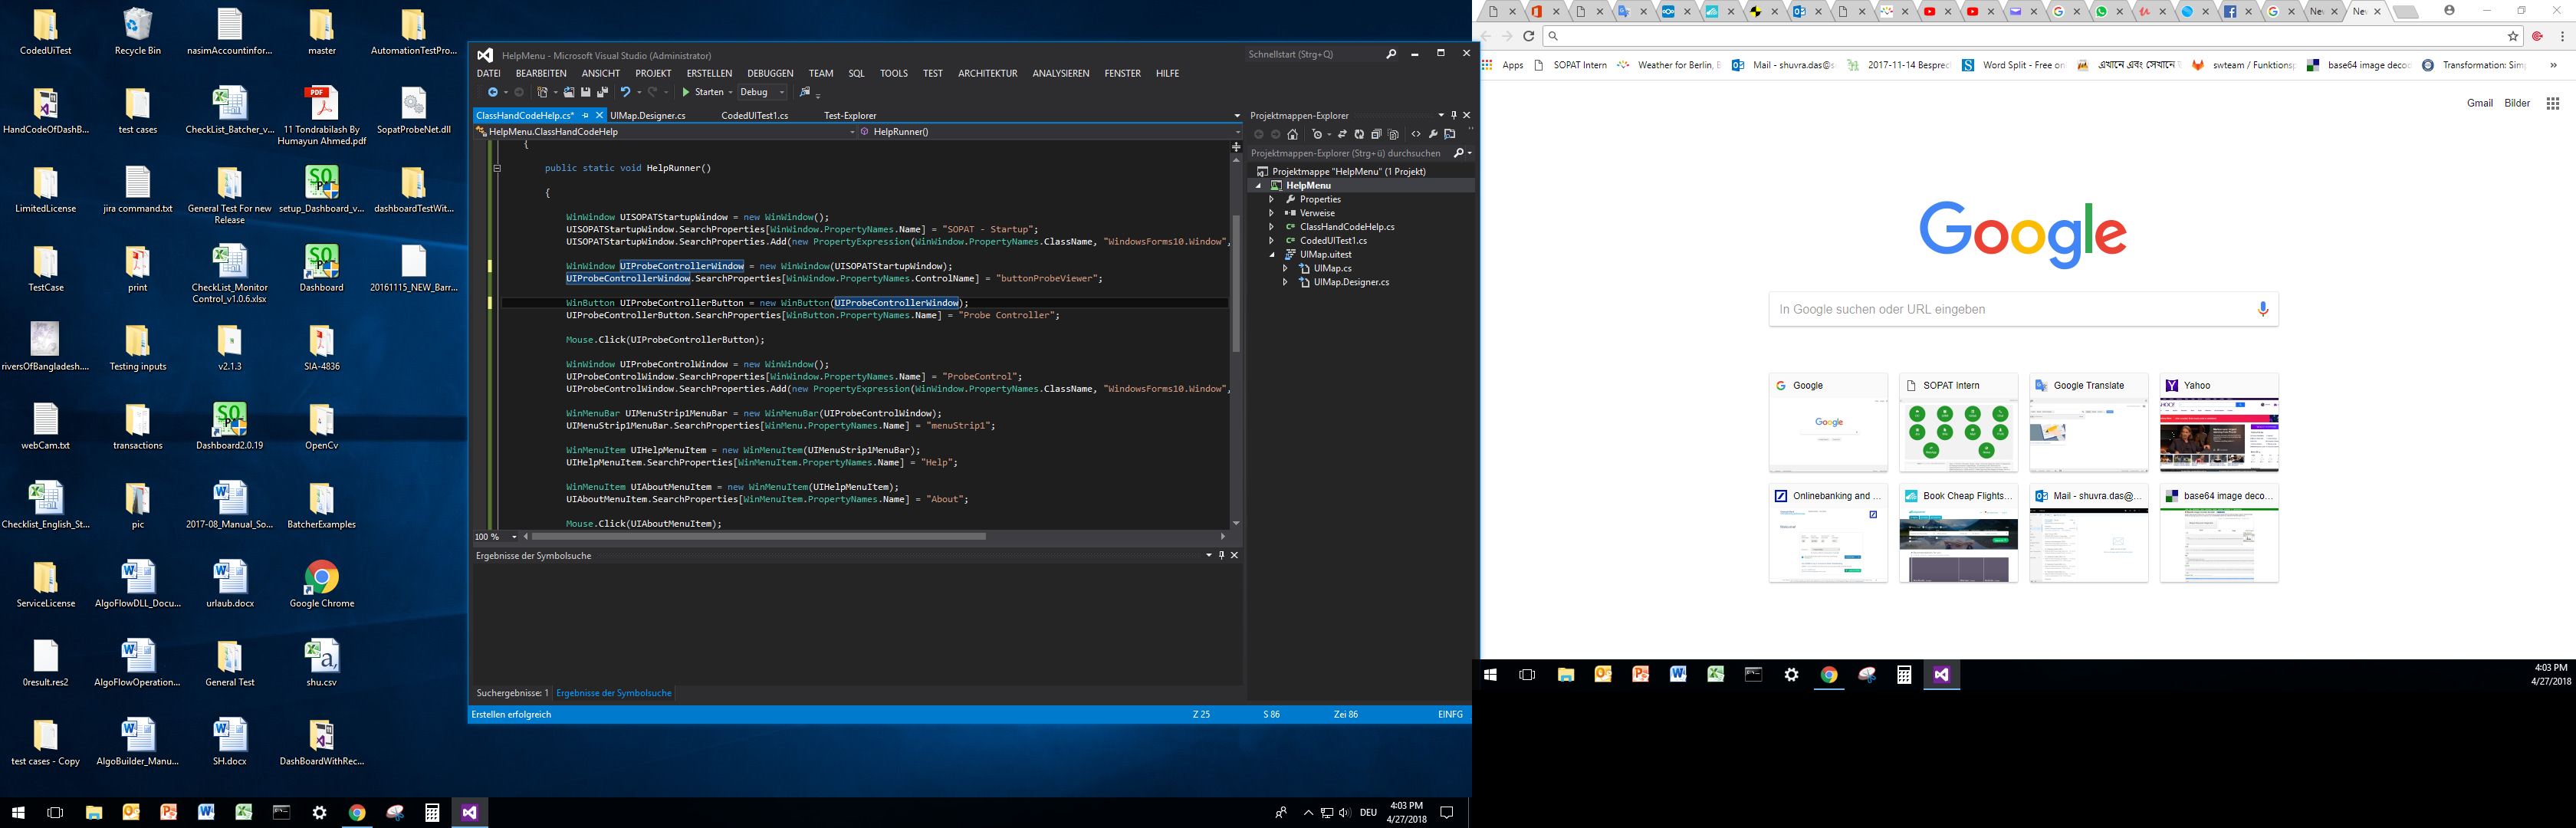 CodedUiTest
Recycle Bin
nasimAccountinfor...
master
AutomationTestPro...
HandCodeOfDashB...
test cases
CheckList_Batcher_v...
11 Tondrabilash By
Humayun Ahmed.pdf
SopatProbeNet.dll
LimitedLicense
jira command.txt
General Test For new
Release
setup_Dashboard_v...
dashboardTestWit...
TestCase
print
CheckList_Monitor
Control_v1.0.6.xlsx
Dashboard
20161115_NEW_Barr...
riversOfBangladesh....
Testing inputs
v2.1.3
SIA-4836
webCam.txt
transactions
Dashboard2.0.19
OpenCv
Checklist_English_St...
pic
2017-08_Manual_So...
BatcherExamples
ServiceLicense
AlgoFlowDLL_Docu...
urlaub.docx
Google Chrome
0result.res2
AlgoFlowOperation...
General Test
shu.csv
test cases - Copy
AlgoBuilder_Manu...
SH.docx
DashBoardWithRec...
HelpMenu - Microsoft Visual Studio (Administrator)
Schnellstart (Strg+Q)
DATEI BEARBEITEN ANSICHT PROJEKT ERSTELLEN DEBUGGEN TEAM SQL TOOLS TEST ARCHITEKTUR ANALYSIEREN FENSTER HILFE
Starten Debug
ClassHandCodeHelp.cs* UIMap.Designer.cs CodedUITest1.cs Test-Explorer
HelpMenu.ClassHandCodeHelp HelpRunner()
{
public static void HelpRunner()
{
WinWindow UISOPATStartupWindow = new WinWindow();
UISOPATStartupWindow.SearchProperties[WinWindow.PropertyNames.Name] = "SOPAT - Startup";
UISOPATStartupWindow.SearchProperties.Add(new PropertyExpression(WinWindow.PropertyNames.ClassName, "WindowsForms10.Window",
WinWindow UIProbeControllerWindow = new WinWindow(UISOPATStartupWindow);
UIProbeControllerWindow.SearchProperties[WinWindow.PropertyNames.ControlName] = "buttonProbeViewer";
WinButton UIProbeControllerButton = new WinButton(UIProbeControllerWindow);
UIProbeControllerButton.SearchProperties[WinButton.PropertyNames.Name] = "Probe Controller";
Mouse.Click(UIProbeControllerButton);
WinWindow UIProbeControlWindow = new WinWindow();
UIProbeControlWindow.SearchProperties[WinWindow.PropertyNames.Name] = "ProbeControl";
UIProbeControlWindow.SearchProperties.Add(new PropertyExpression(WinWindow.PropertyNames.ClassName, "WindowsForms10.Window",
WinMenuBar UIMenuStrip1MenuBar = new WinMenuBar(UIProbeControlWindow);
UIMenuStrip1MenuBar.SearchProperties[WinMenu.PropertyNames.Name] = "menuStrip1";
WinMenuItem UIHelpMenuItem = new WinMenuItem(UIMenuStrip1MenuBar);
UIHelpMenuItem.SearchProperties[WinMenuItem.PropertyNames.Name] = "Help";
WinMenuItem UIAboutMenuItem = new WinMenuItem(UIHelpMenuItem);
UIAboutMenuItem.SearchProperties[WinMenuItem.PropertyNames.Name] = "About";
Mouse.Click(UIAboutMenuItem);
100 %
Ergebnisse der Symbolsuche
Suchergebnisse: 1 Ergebnisse der Symbolsuche
Erstellen erfolgreich Z 25 S 86 Zei 86 EINFG
Projektmappen-Explorer
Projektmappen-Explorer (Strg+ü) durchsuchen
Projektmappe "HelpMenu" (1 Projekt)
HelpMenu
Properties
Verweise
ClassHandCodeHelp.cs
CodedUITest1.cs
UIMap.uitest
UIMap.cs
UIMap.Designer.cs
DEU
4:03 PM
4/27/2018
Nev
Nev
Apps SOPAT Intern Weather for Berlin, B Mail - shuvra.das@s 2017-11-14 Besprec Word Split - Free on এখানে এবং সেখানে swteam / Funktions base64 image decod Transformation: Sim
Gmail Bilder
Google
In Google suchen oder URL eingeben
Google
SOPAT Intern
Google Translate
Yahoo
Onlinebanking and ...
Book Cheap Flights...
Mail - shuvra.das@...
base64 image deco...
4:03 PM
4/27/2018